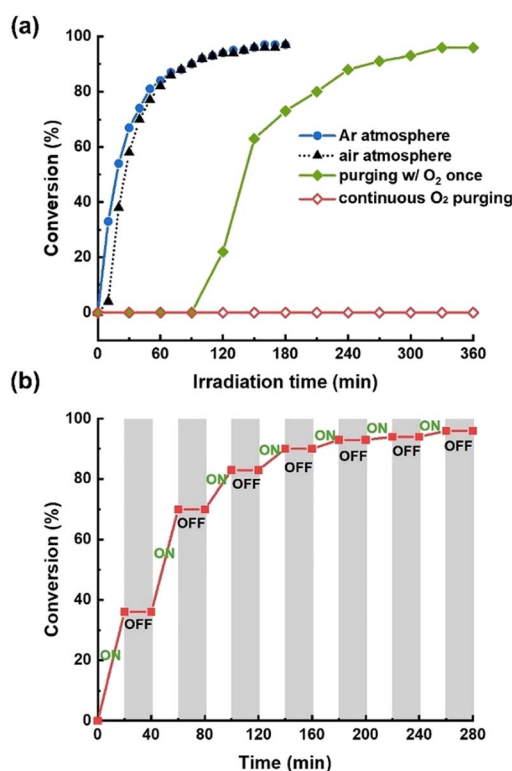 (a)
100
80
60
40
20
0
Conversion (%)
Ar atmosphere
air atmosphere
purging w/ O₂ once
continuous O₂ purging
0 60 120 180 240 300 360
Irradiation time (min)
(b)
100
80
60
40
20
0
Conversion (%)
ON OFF ON OFF ON OFF ON OFF ON OFF ON OFF ON OFF
0 40 80 120 160 200 240 280
Time (min)